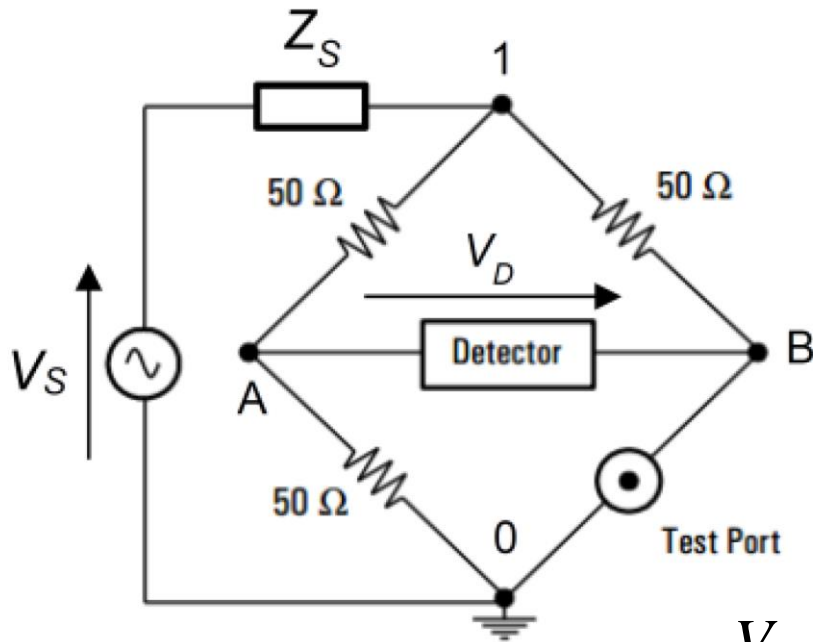 Z_S
1
50 Ω
50 Ω
V_D
V_S
Detector
A
B
50 Ω
0
Test Port
V